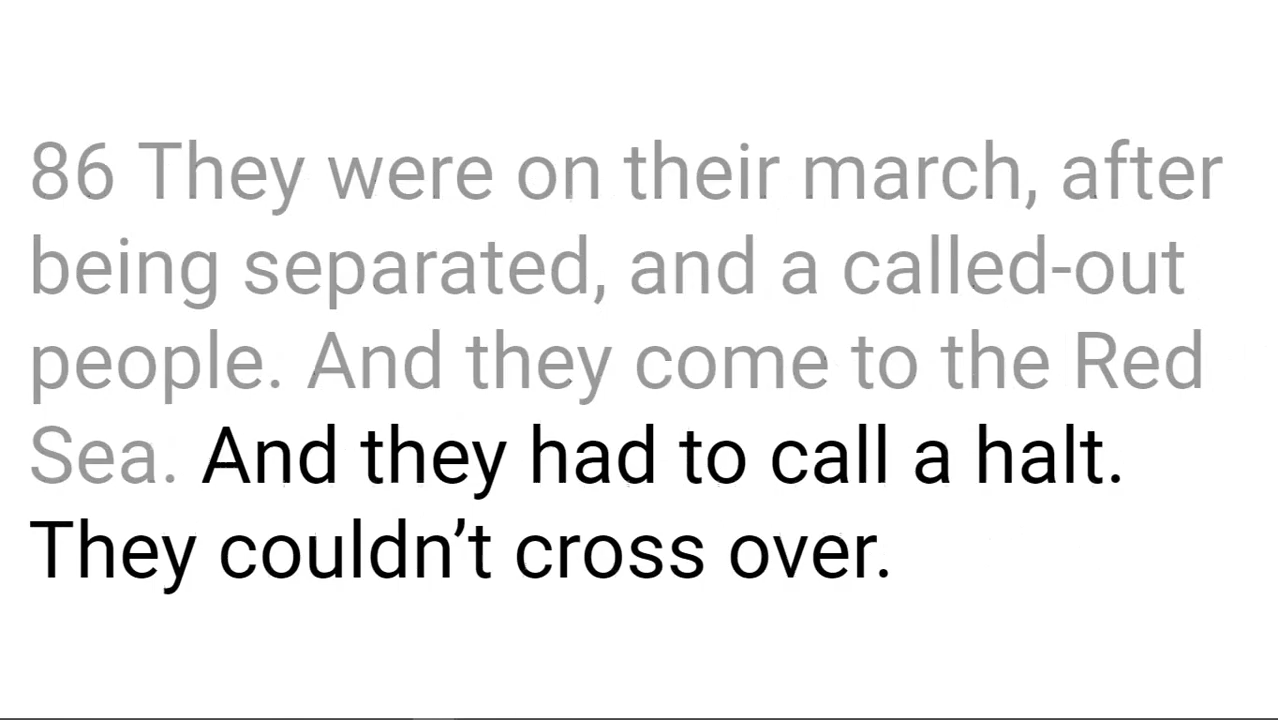 86 They were on their march, after
being separated, and a called-out
people. And they come to the Red
Sea. And they had to call a halt.
They couldn’t cross over.